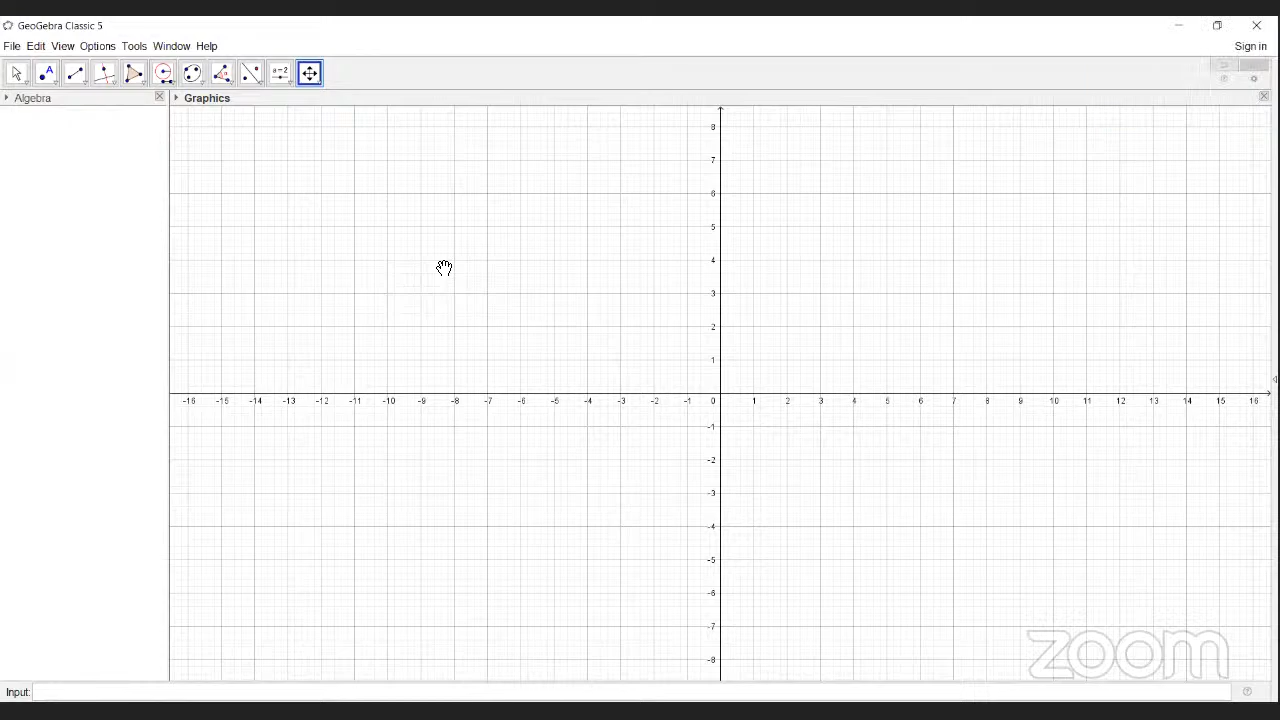 GeoGebra Classic 5
File Edit View Options Tools Window Help Sign in
A a=2
Algebra Graphics
8
7
6
5
4
3
2
1
-16 -15 -14 -13 -12 -11 -10 -9 -8 -7 -6 -5 -4 -3 -2 -1 0 1 2 3 4 5 6 7 8 9 10 11 12 13 14 15 16
-1
-2
-3
-4
-5
-6
-7
-8
zoom
Input: